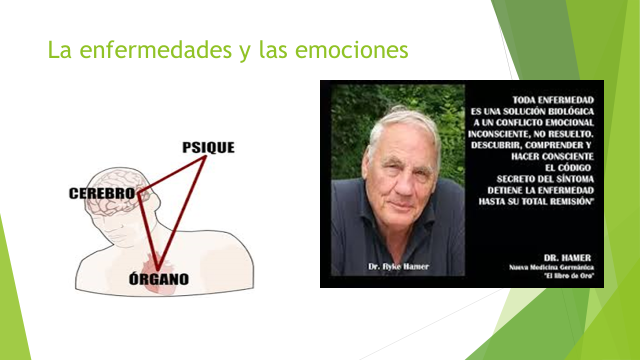 La enfermedades y las emociones
PSIQUE
CEREBRO
ÓRGANO
TODA ENFERMEDAD
ES UNA SOLUCIÓN BIOLÓGICA
A UN CONFLICTO EMOCIONAL
INCONSCIENTE, NO RESUELTO.
DESCUBRIR, COMPRENDER Y
HACER CONSCIENTE
EL CÓDIGO
SECRETO DEL SÍNTOMA
DETIENE LA ENFERMEDAD
HASTA SU TOTAL REMISIÓN"
Dr. Ryke Hamer
DR. HAMER
Nueva Medicina Germánica
"El libro de Oro"